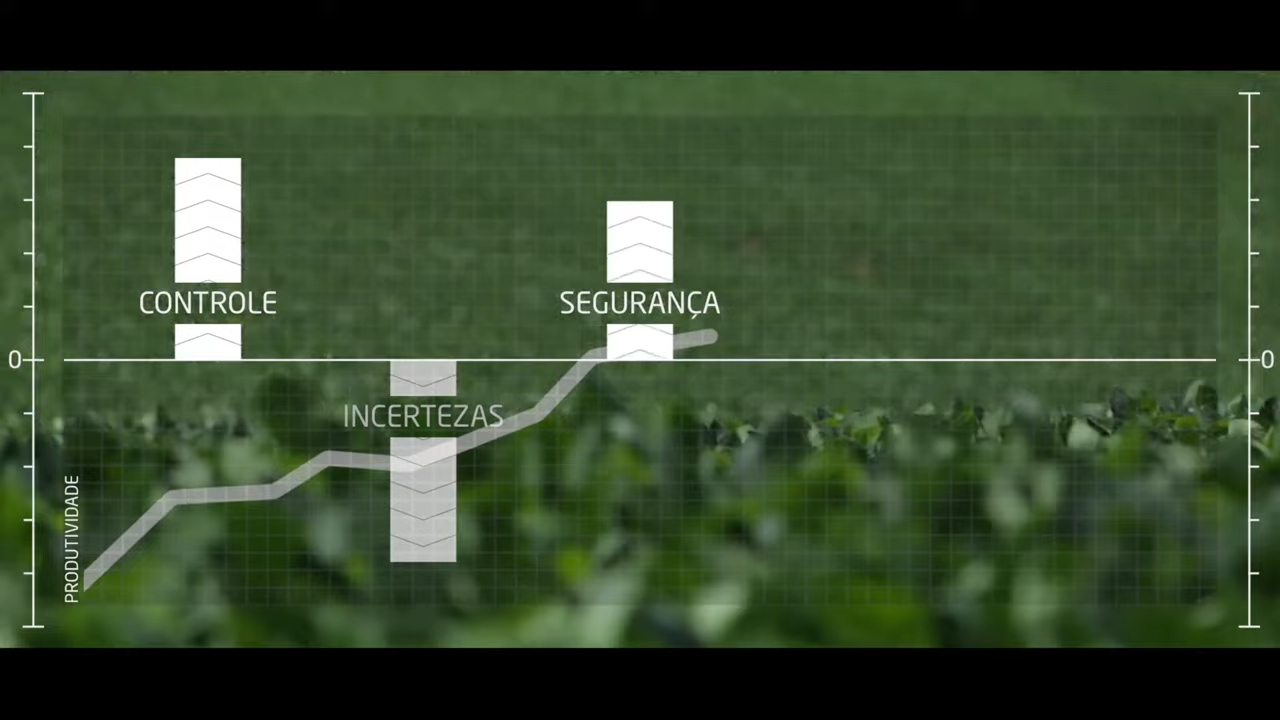 CONTROLE
SEGURANÇA
0
0
INCERTEZAS
PRODUTIVIDADE